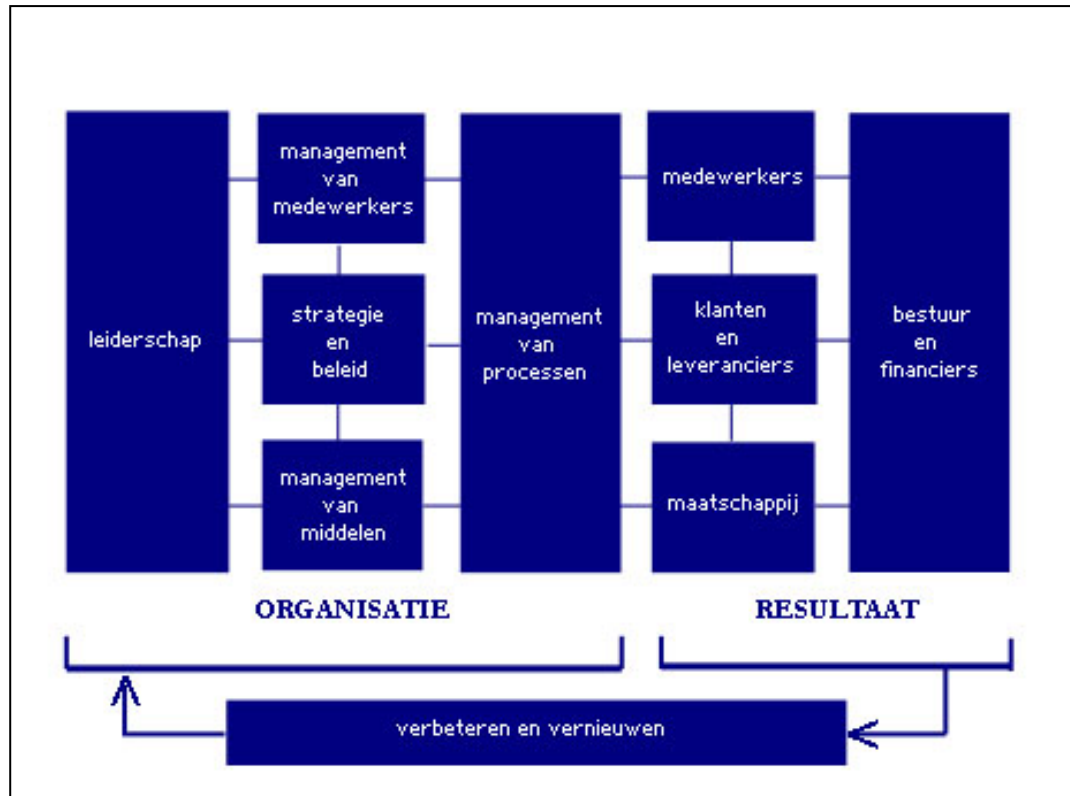 leiderschap
management
van
medewerkers
strategie
en
beleid
management
van
middelen
management
van
processen
medewerkers
klanten
en
leveranciers
maatschappij
bestuur
en
financiers
ORGANISATIE
RESULTAAT
verbeteren en vernieuwen